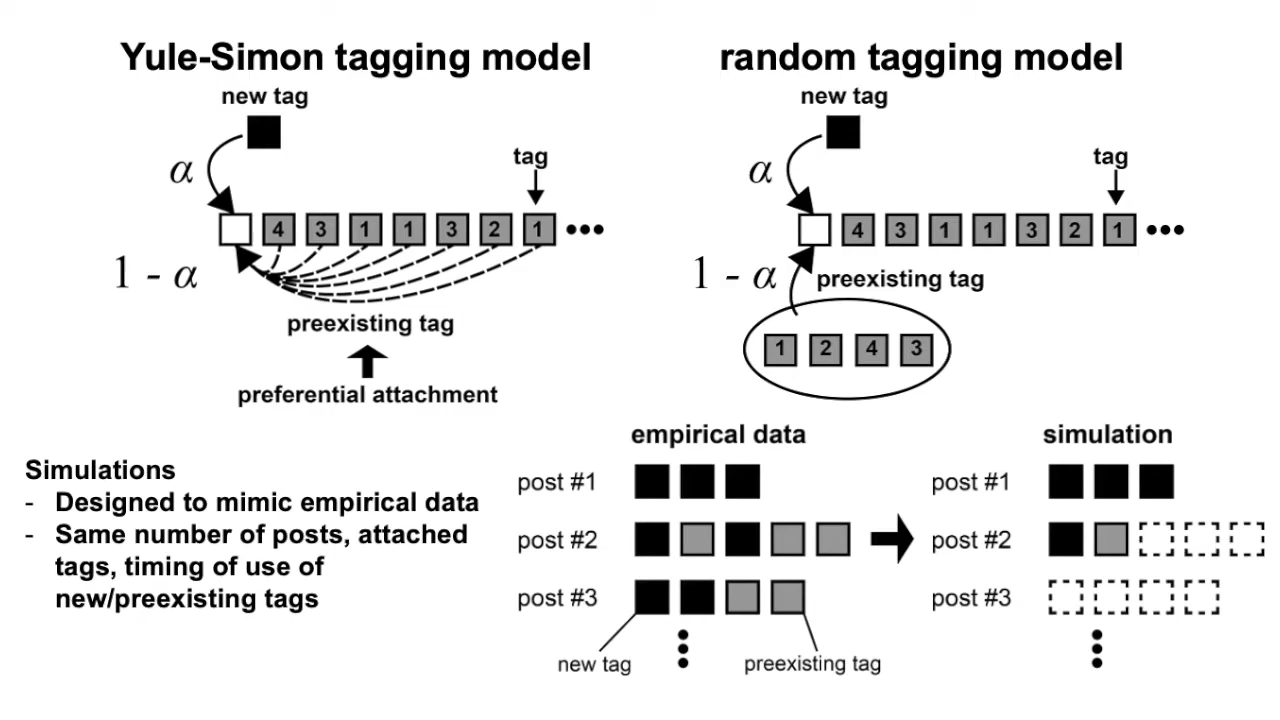 Yule-Simon tagging model
new tag
α
tag
4 3 1 1 3 2 1 •••
1 - α
preexisting tag
preferential attachment
random tagging model
new tag
α
tag
4 3 1 1 3 2 1 •••
1 - α
preexisting tag
1 2 4 3
Simulations
- Designed to mimic empirical data
- Same number of posts, attached
tags, timing of use of
new/preexisting tags
empirical data
post #1
post #2
post #3
new tag
preexisting tag
simulation
post #1
post #2
post #3